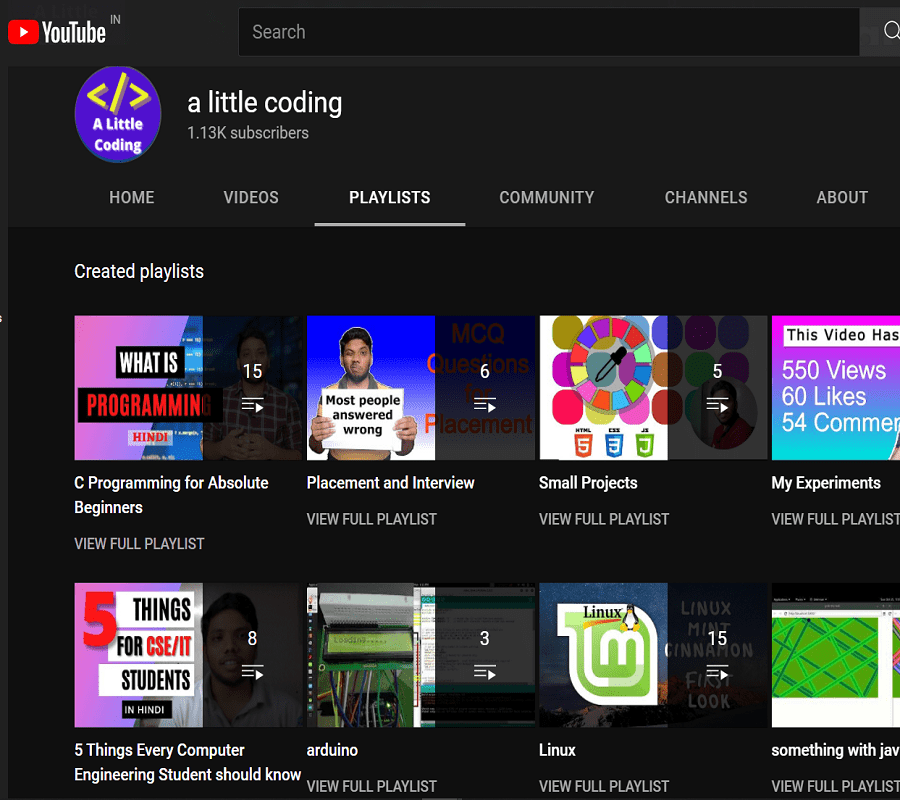 YouTube IN
Search
</>
A Little
Coding
a little coding
1.13K subscribers
HOME VIDEOS PLAYLISTS COMMUNITY CHANNELS ABOUT
Created playlists
WHAT IS
PROGRAMMING
HINDI
15
Most people
answered
wrong
MCQ
Questions
Placement
6
HTML CSS JS
5 3 5
5
This Video Has
550 Views
60 Likes
54 Commen
C Programming for Absolute
Beginners
VIEW FULL PLAYLIST
Placement and Interview
VIEW FULL PLAYLIST
Small Projects
VIEW FULL PLAYLIST
My Experiments
VIEW FULL PLAYLIST
5 THINGS
FOR CSE/IT
STUDENTS
IN HINDI
8
3
Linux
LINUX
MINT
CINNAMON
FIRST
LOOK
15
5 Things Every Computer
Engineering Student should know
arduino
VIEW FULL PLAYLIST
Linux
VIEW FULL PLAYLIST
something with jav
VIEW FULL PLAYLIST